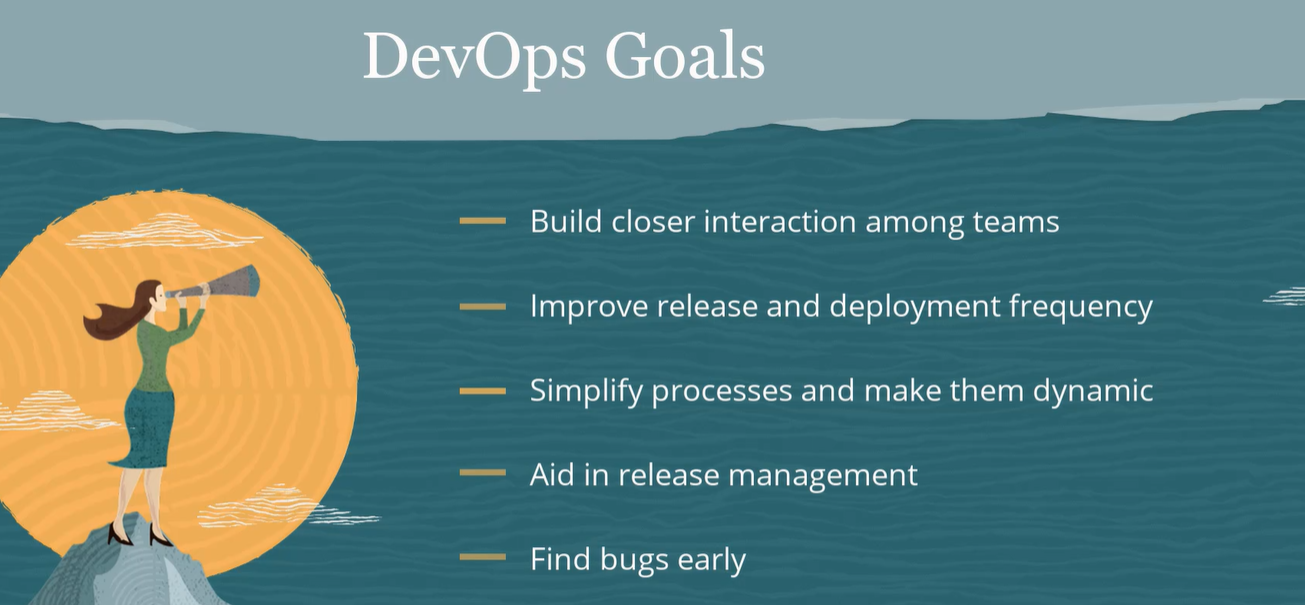 DevOps Goals
Build closer interaction among teams
Improve release and deployment frequency
Simplify processes and make them dynamic
Aid in release management
Find bugs early